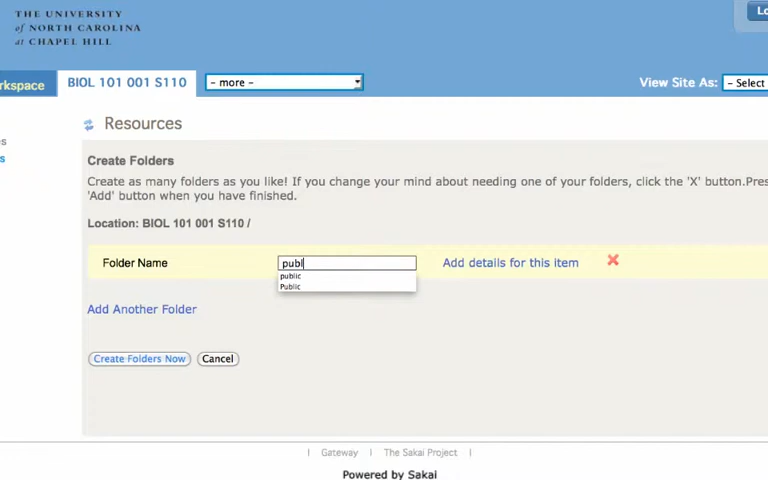 THE UNIVERSITY
of NORTH CAROLINA
at CHAPEL HILL
BIOL 101 001 S110
- more -
View Site As:
- Select
Resources
Create Folders
Create as many folders as you like! If you change your mind about needing one of your folders, click the 'X' button.Pres
'Add' button when you have finished.
Location: BIOL 101 001 S110 /
Folder Name
publ
Add details for this item
public
Public
Add Another Folder
Create Folders Now
Cancel
| Gateway | The Sakai Project |
Powered by Sakai